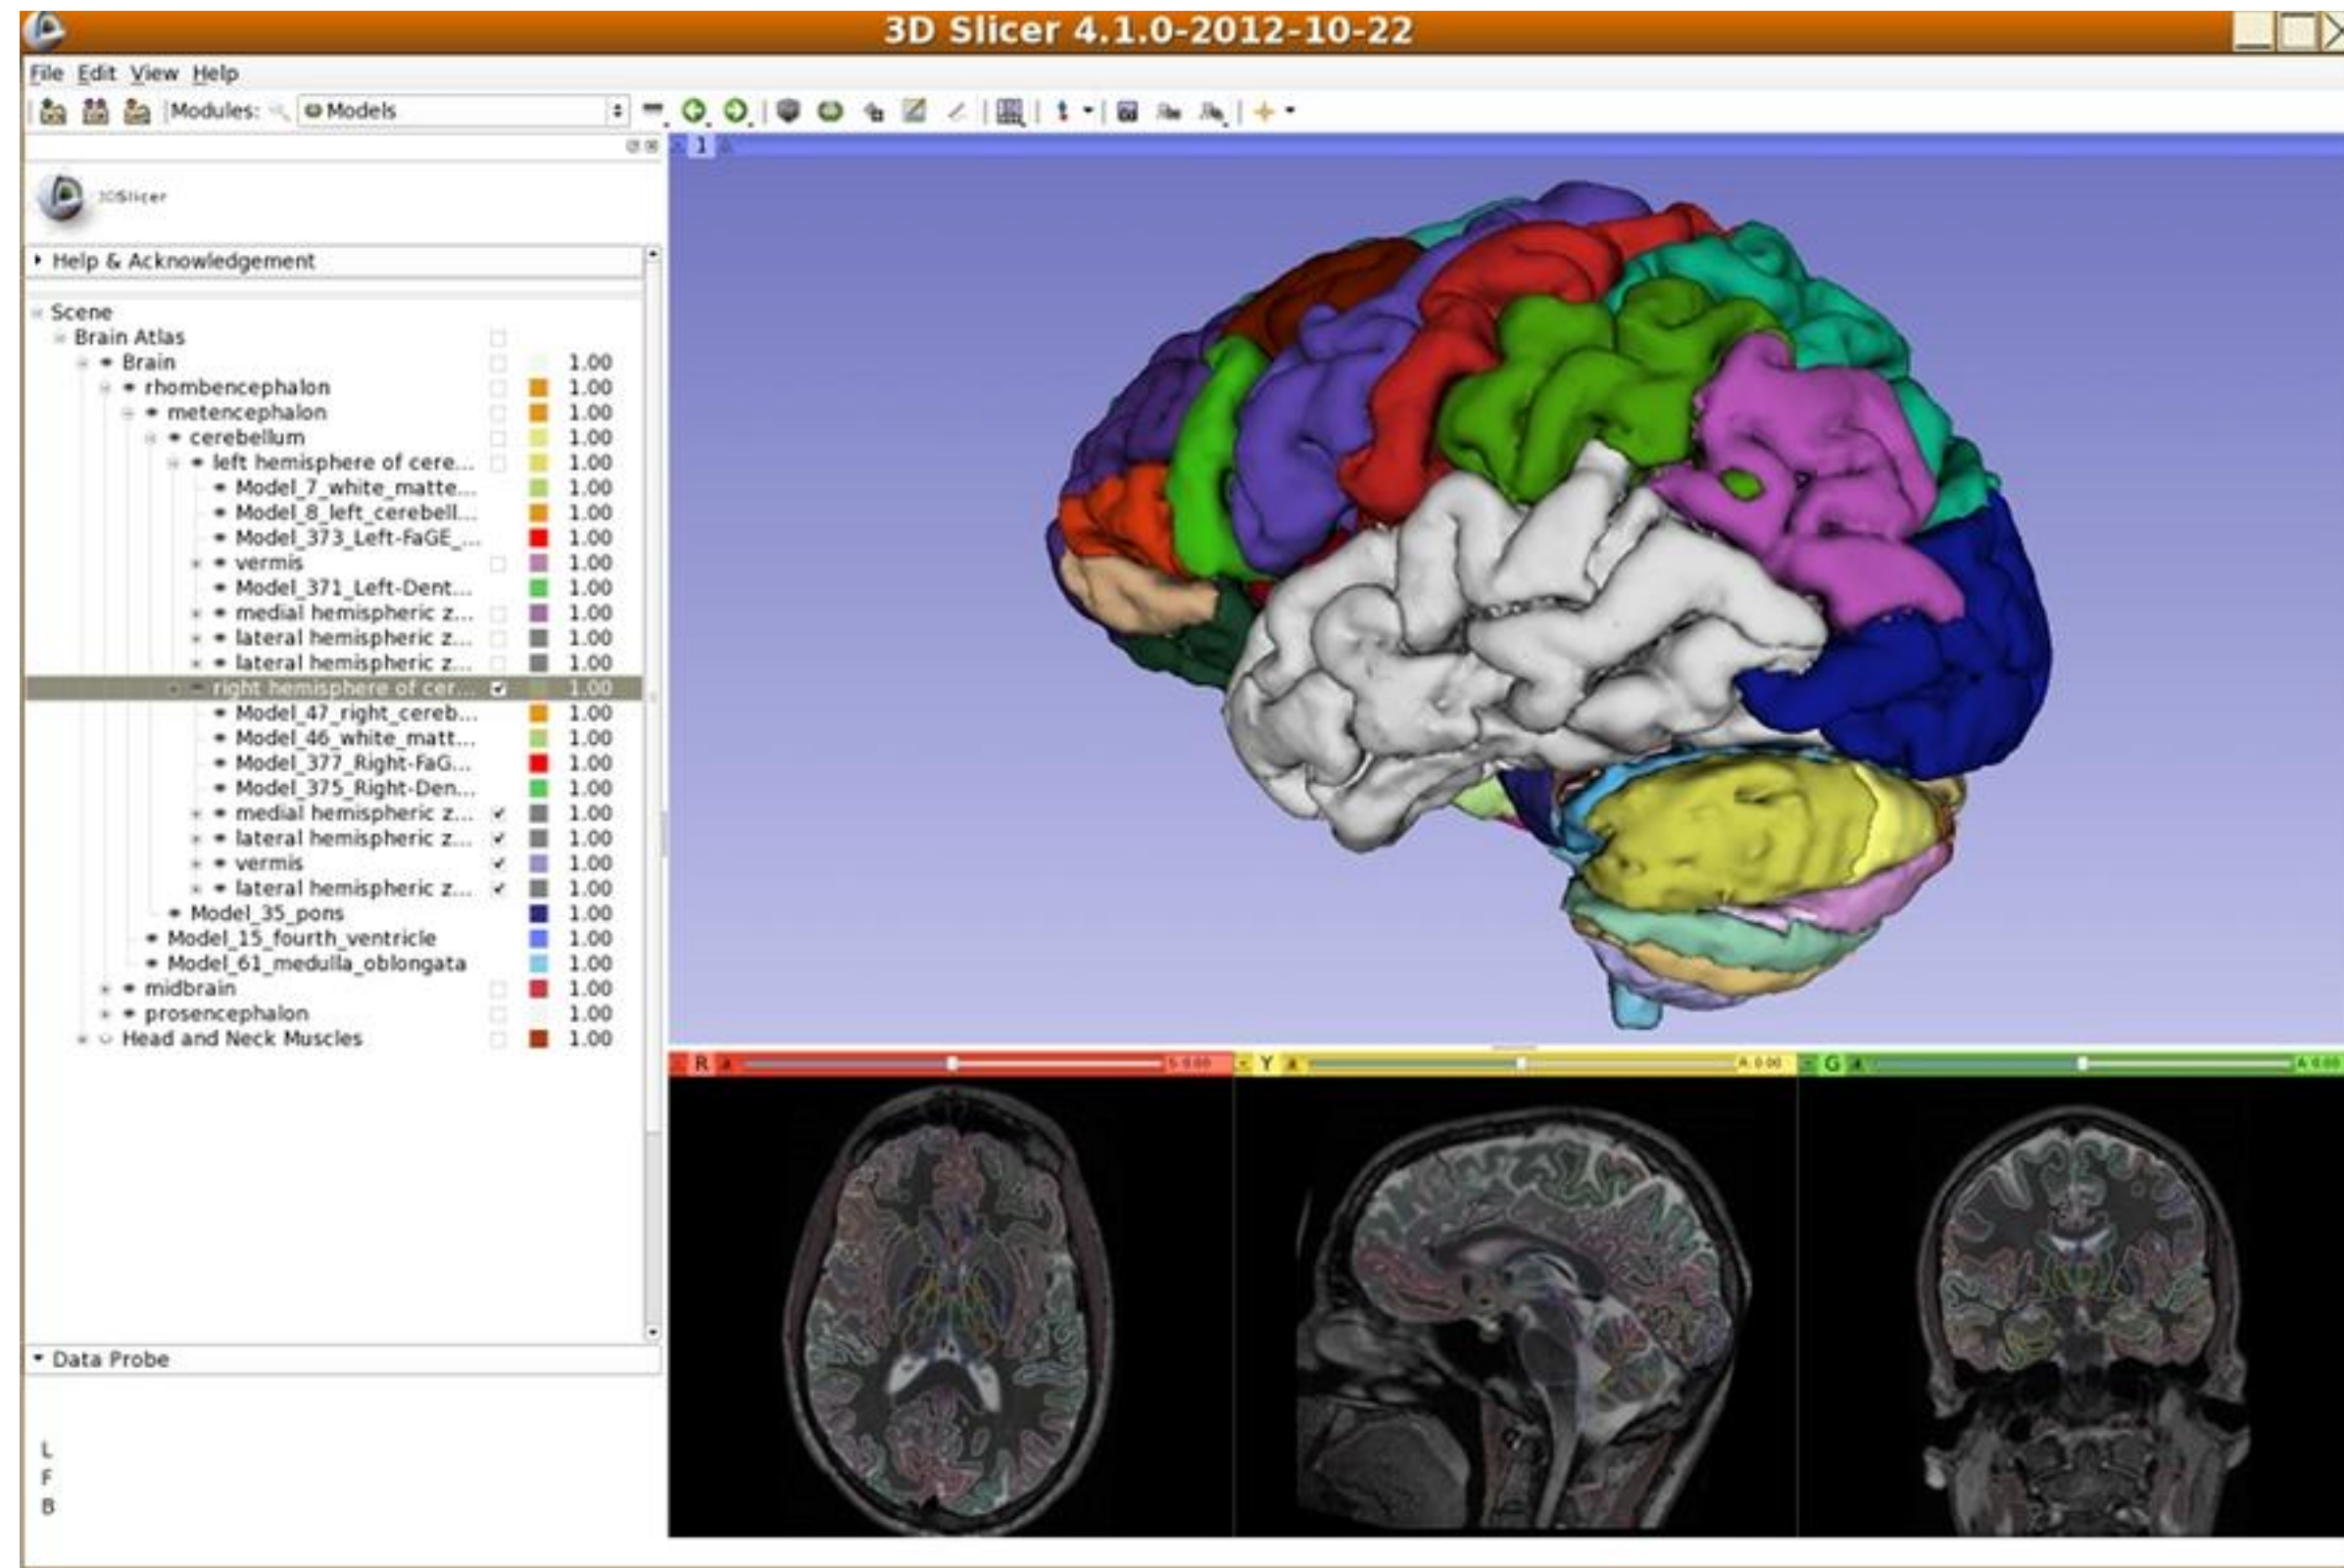 3D Slicer 4.1.0-2012-10-22
File Edit View Help
Modules: Models
1
3DSlicer
Help & Acknowledgement
Scene
Brain Atlas
Brain 1.00
rhombencephalon 1.00
metencephalon 1.00
cerebellum 1.00
left hemisphere of cere... 1.00
Model_7_white_matte... 1.00
Model_8_left_cerebell... 1.00
Model_373_Left-FaGE_... 1.00
vermis 1.00
Model_371_Left-Dent... 1.00
medial hemispheric z... 1.00
lateral hemispheric z... 1.00
lateral hemispheric z... 1.00
right hemisphere of cer... 1.00
Model_47_right_cereb... 1.00
Model_46_white_matt... 1.00
Model_377_Right-FaG... 1.00
Model_375_Right-Den... 1.00
medial hemispheric z... 1.00
lateral hemispheric z... 1.00
vermis 1.00
lateral hemispheric z... 1.00
Model_35_pons 1.00
Model_15_fourth_ventricle 1.00
Model_61_medulla_oblongata 1.00
midbrain 1.00
prosencephalon 1.00
Head and Neck Muscles 1.00
R S: 0.00 Y A: 0.00 G A: 0.00
Data Probe
L
F
B